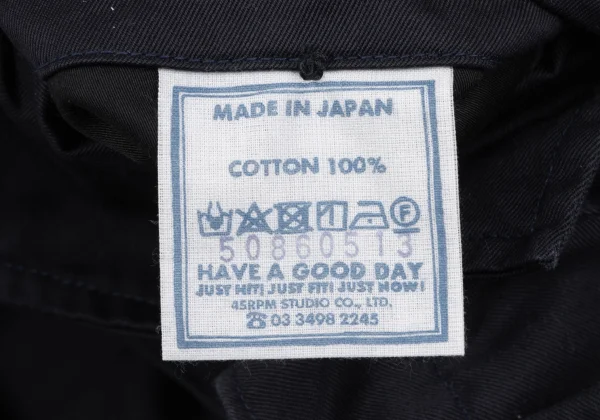 MADE IN JAPAN
COTTON 100%
50860513
HAVE A GOOD DAY
JUST HIT! JUST FIT! JUST NOW!
45RPM STUDIO CO., LTD.
☎ 03 3498 2245